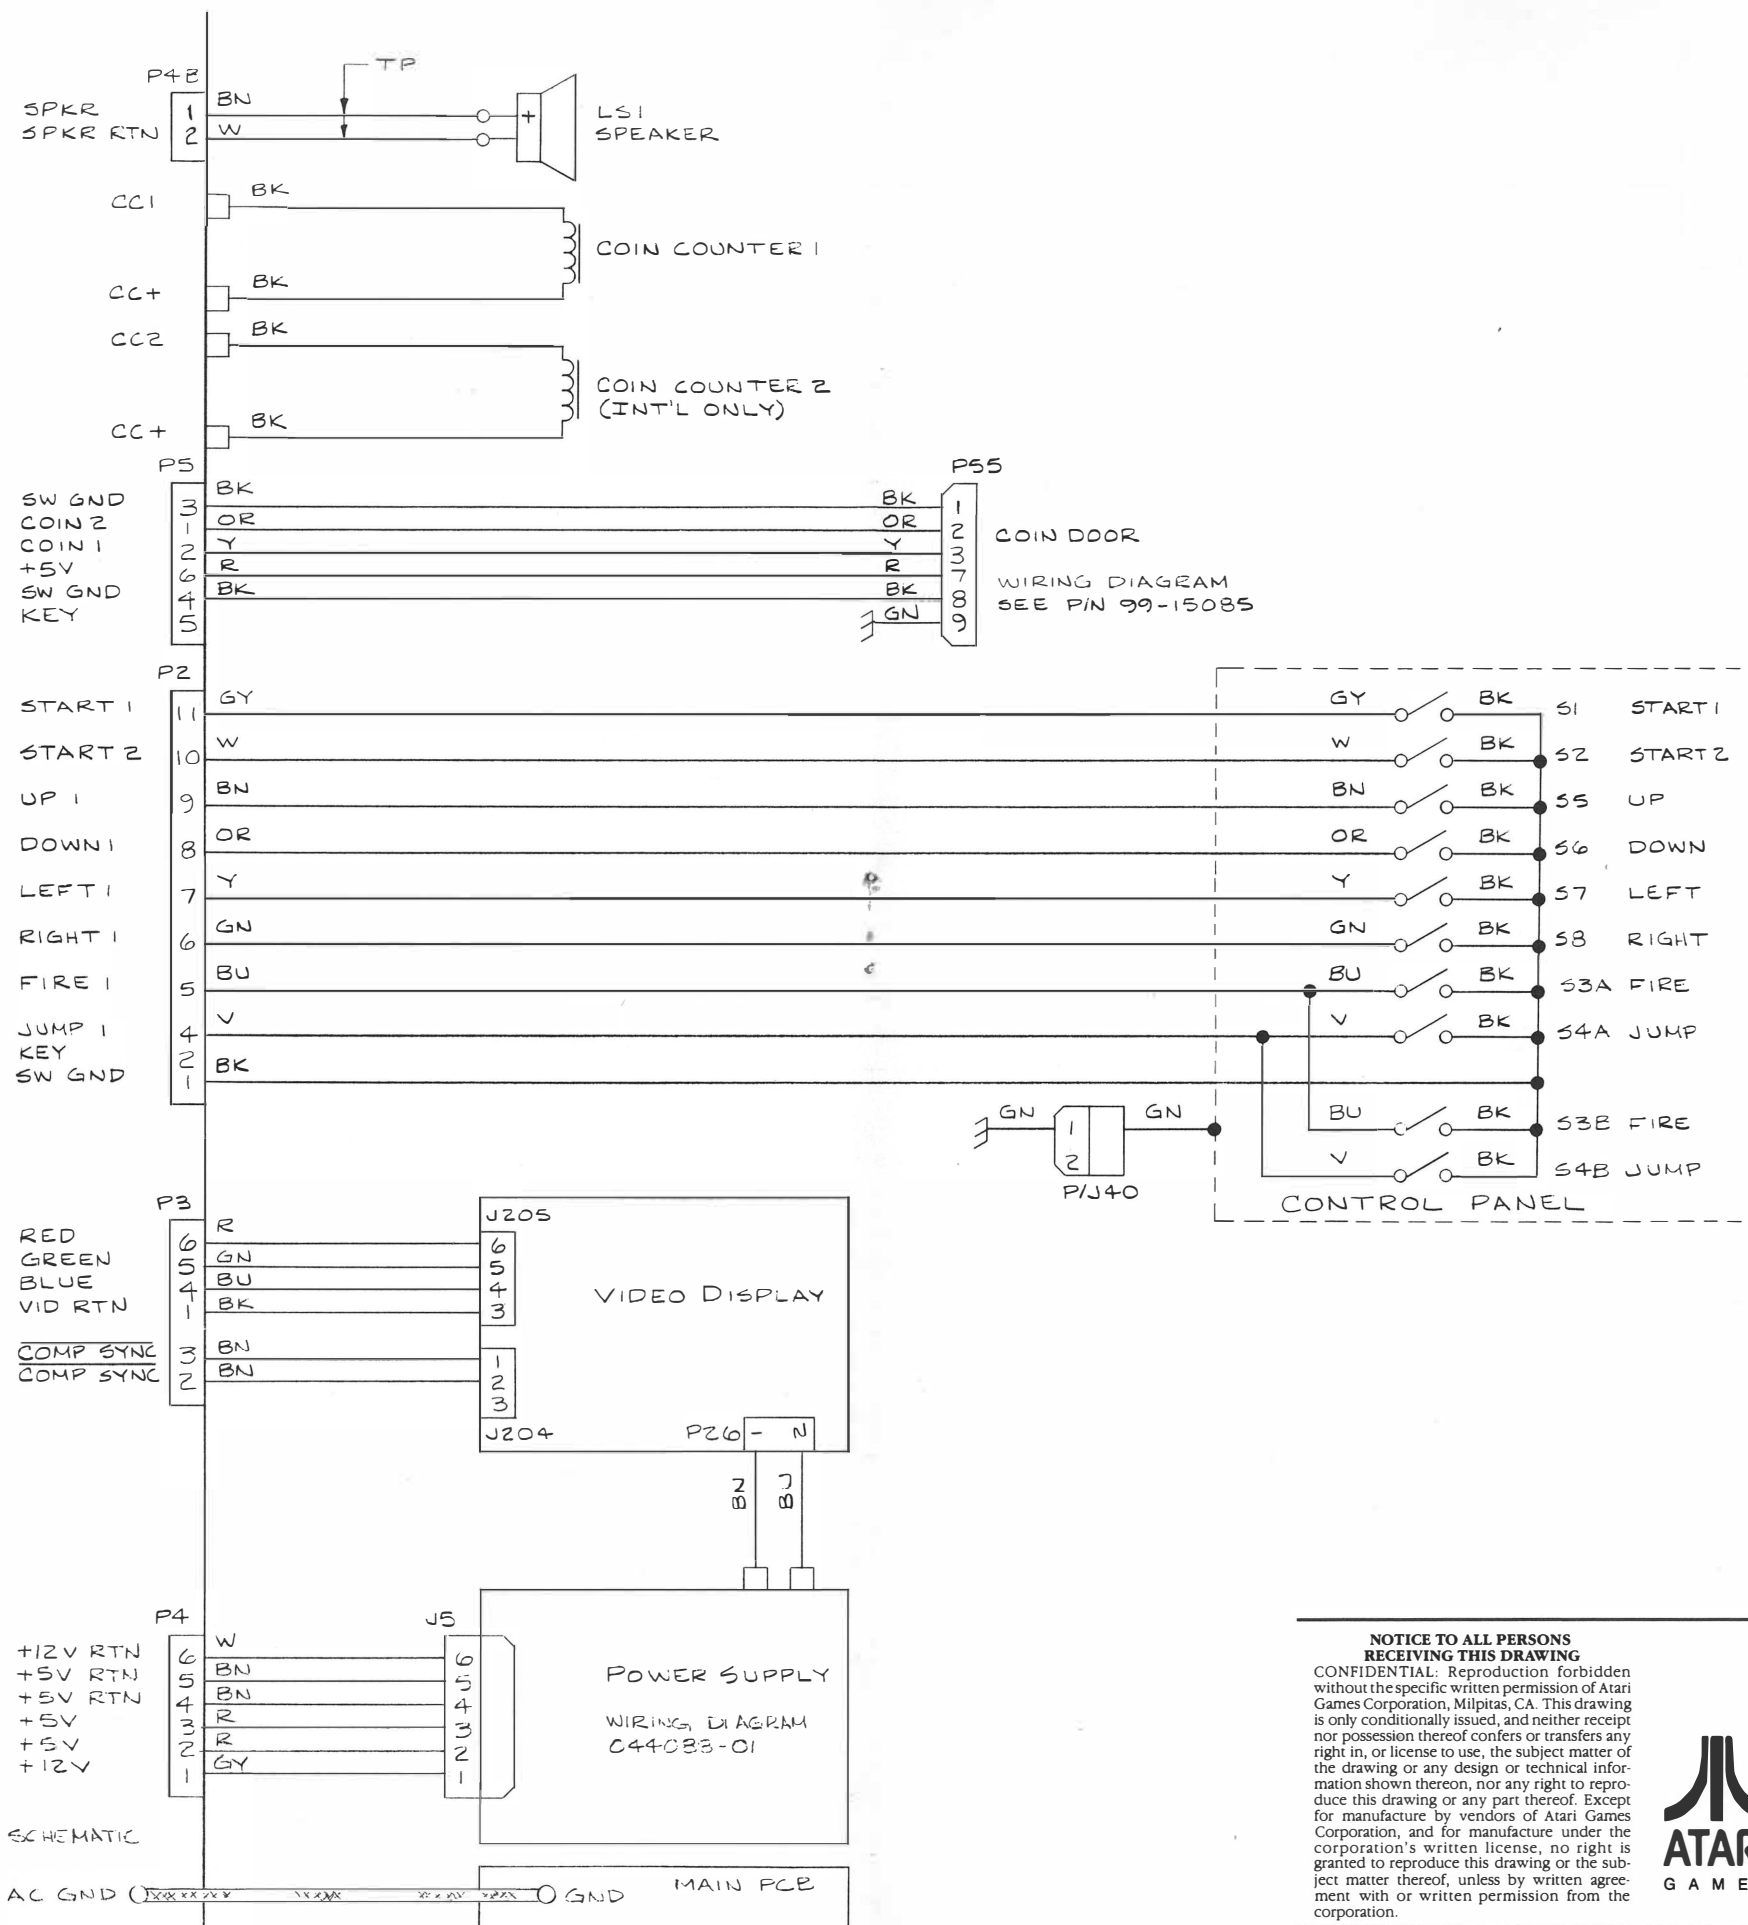 P4B
TP
SPKR 1 BN + LS1
SPKR RTN 2 W SPEAKER
CC1 BK
COIN COUNTER 1
CC+ BK
CC2 BK
COIN COUNTER 2
(INT'L ONLY)
CC+ BK
P5 P55
SW GND 3 BK BK 1
COIN 2 1 OR OR 2 COIN DOOR
COIN 1 2 Y Y 3
+5V 6 R R 7 WIRING DIAGRAM
SW GND 4 BK BK 8 SEE P/N 99-15085
KEY 5 GN 9
P2
START 1 11 GY GY BK S1 START 1
START 2 10 W W BK S2 START 2
UP 1 9 BN BN BK S5 UP
DOWN 1 8 OR OR BK S6 DOWN
LEFT 1 7 Y Y BK S7 LEFT
RIGHT 1 6 GN GN BK S8 RIGHT
FIRE 1 5 BU BU BK S3A FIRE
JUMP 1 4 V V BK S4A JUMP
KEY 2
SW GND 1 BK
GN 1 GN BU BK S3B FIRE
2 V BK S4B JUMP
P/J40
CONTROL PANEL
P3 J205
RED 6 R 6
GREEN 5 GN 5
BLUE 4 BU 4 VIDEO DISPLAY
VID RTN 1 BK 3
COMP SYNC 3 BN 1
COMP SYNC 2 BN 2
3
J204 P26 - N
BN BU
P4 J5
+12V RTN 6 W 6
+5V RTN 5 BN 5 POWER SUPPLY
+5V RTN 4 BN 4
+5V 3 R 3 WIRING DIAGRAM
+5V 2 R 2 044083-01
+12V 1 GY 1
SCHEMATIC
AC GND GND MAIN PCB
NOTICE TO ALL PERSONS
RECEIVING THIS DRAWING
CONFIDENTIAL: Reproduction forbidden
without the specific written permission of Atari
Games Corporation, Milpitas, CA. This drawing
is only conditionally issued, and neither receipt
nor possession thereof confers or transfers any
right in, or license to use, the subject matter of
the drawing or any design or technical infor-
mation shown thereon, nor any right to repro-
duce this drawing or any part thereof. Except
for manufacture by vendors of Atari Games
Corporation, and for manufacture under the
corporation's written license, no right is
granted to reproduce this drawing or the sub-
ject matter thereof, unless by written agree-
ment with or written permission from the
corporation.
ATAR
GAME